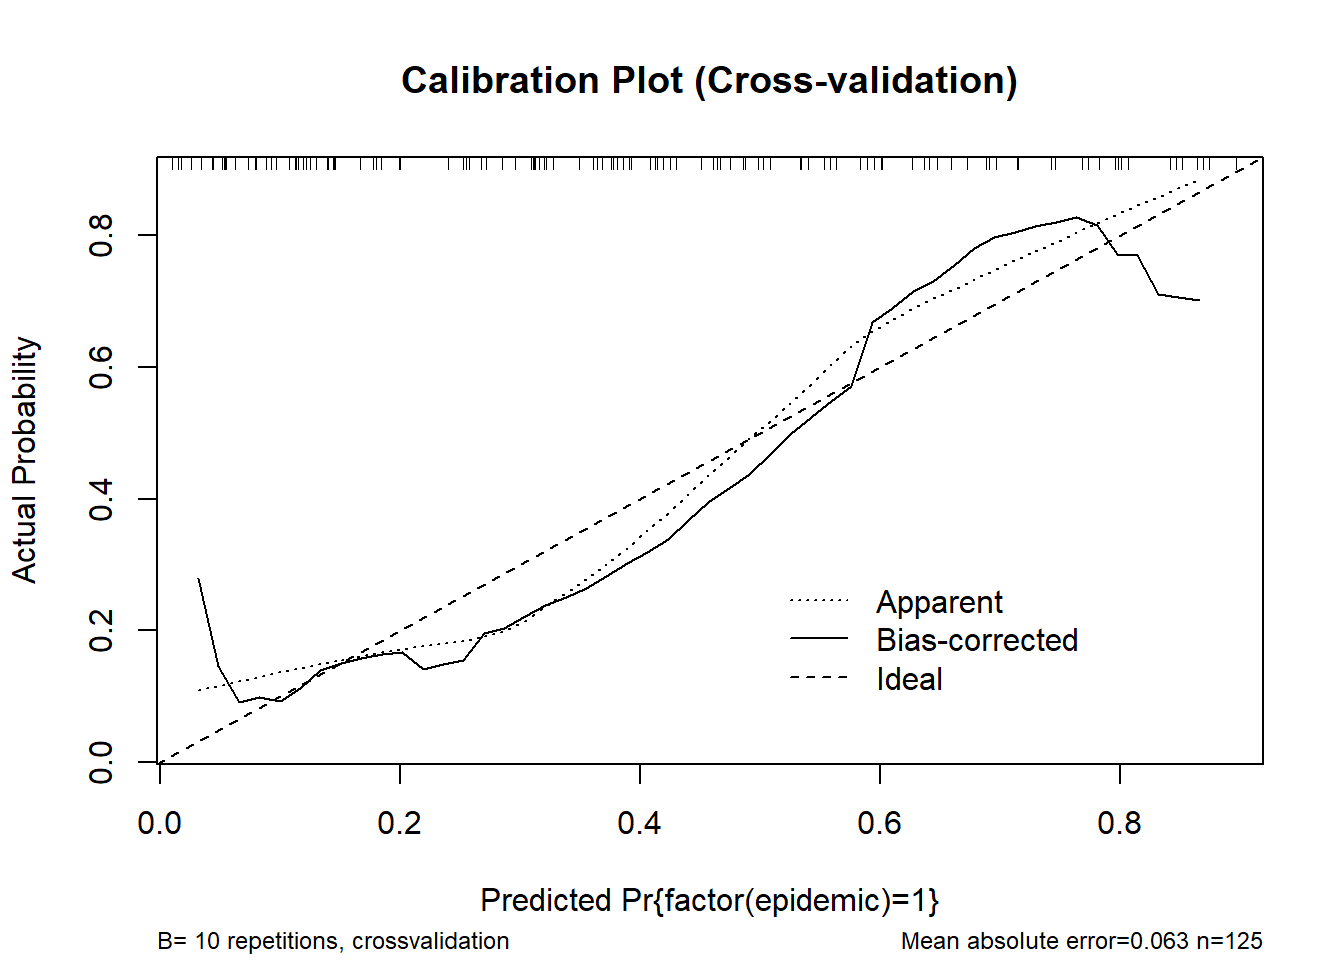 Calibration Plot (Cross-validation)
Actual Probability
0.8
0.6
0.4
0.2
0.0
Apparent
Bias-corrected
Ideal
0.0 0.2 0.4 0.6 0.8
Predicted Pr{factor(epidemic)=1}
B= 10 repetitions, crossvalidation
Mean absolute error=0.063 n=125